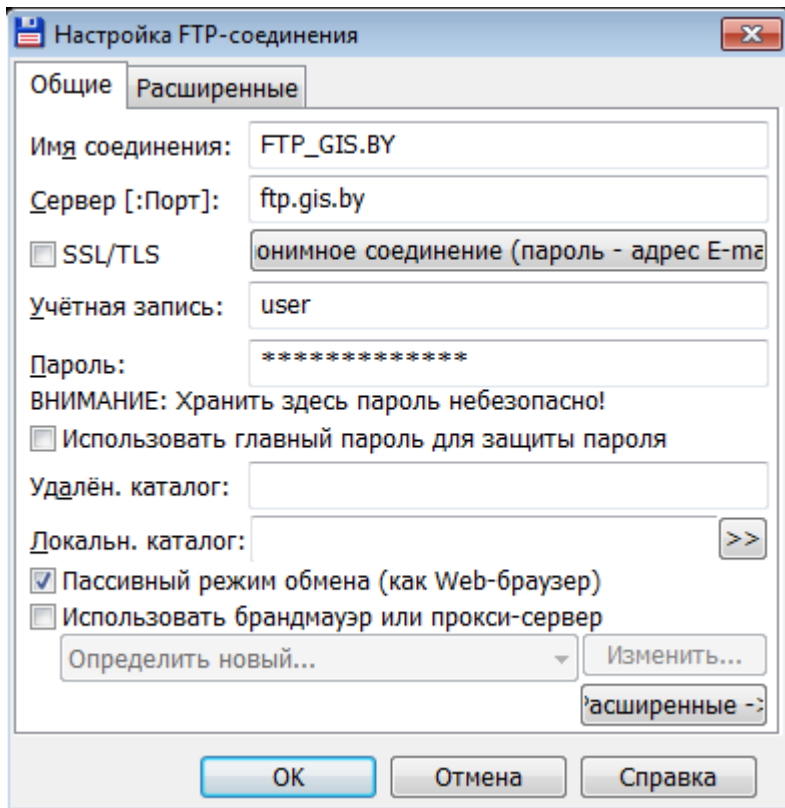 Настройка FTP-соединения
Общие Расширенные
Имя соединения: FTP_GIS.BY
Сервер [:Порт]: ftp.gis.by
SSL/TLS онимное соединение (пароль - адрес E-ma
Учётная запись: user
Пароль: *************
ВНИМАНИЕ: Хранить здесь пароль небезопасно!
Использовать главный пароль для защиты пароля
Удалён. каталог:
Локальн. каталог: >>
Пассивный режим обмена (как Web-браузер)
Использовать брандмауэр или прокси-сервер
Определить новый... Изменить...
Расширенные ->
OK Отмена Справка